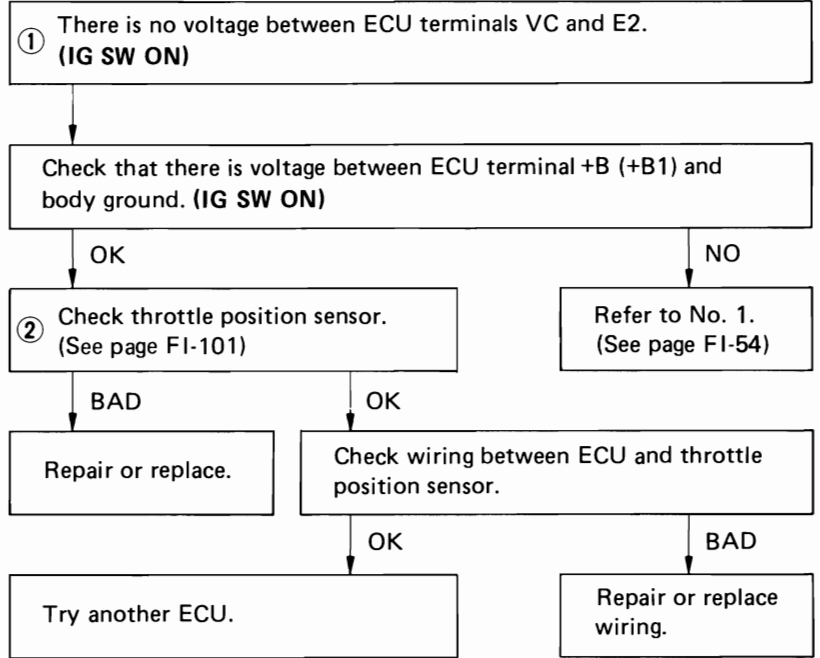 ① There is no voltage between ECU terminals VC and E2.
(IG SW ON)
Check that there is voltage between ECU terminal +B (+B1) and
body ground. (IG SW ON)
OK
NO
② Check throttle position sensor.
(See page FI-101)
Refer to No. 1.
(See page FI-54)
BAD
OK
Repair or replace.
Check wiring between ECU and throttle
position sensor.
OK
BAD
Try another ECU.
Repair or replace
wiring.